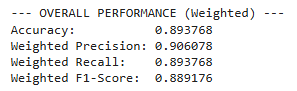 --- OVERALL PERFORMANCE (Weighted) ---
Accuracy: 0.893768
Weighted Precision: 0.906078
Weighted Recall: 0.893768
Weighted F1-Score: 0.889176